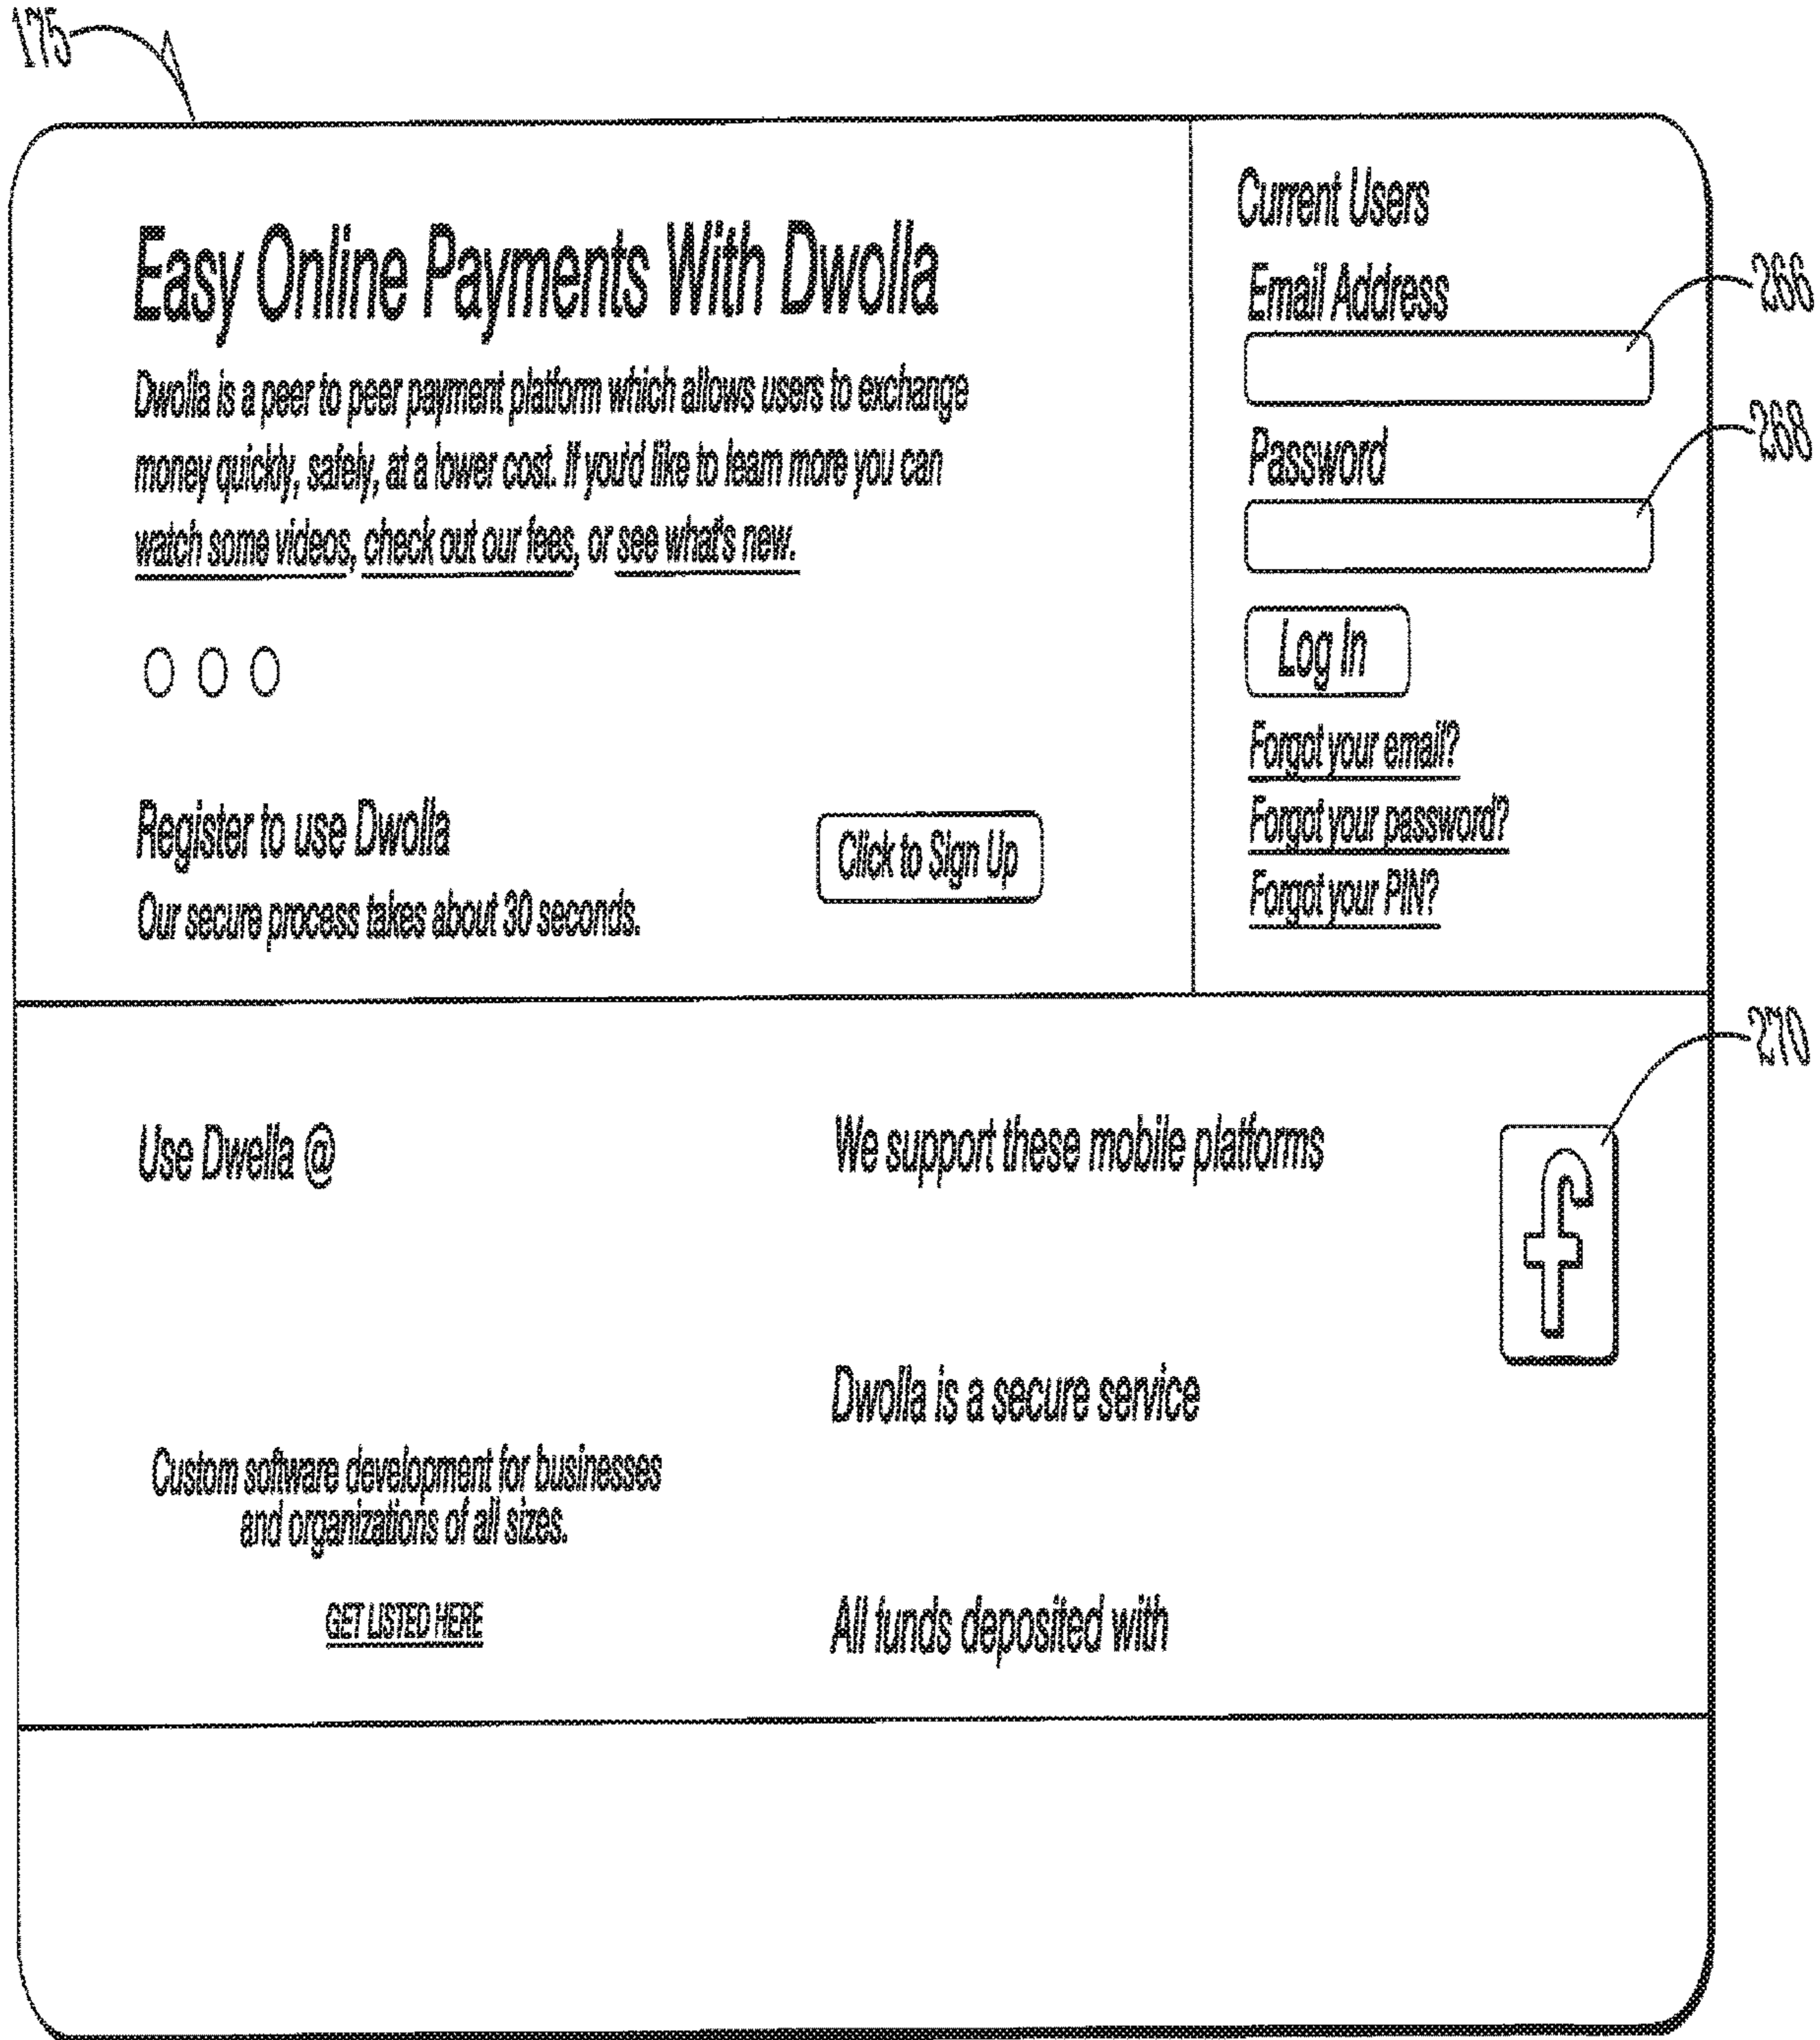 175
Easy Online Payments With Dwolla
Dwolla is a peer to peer payment platform which allows users to exchange
money quickly, safely, at a lower cost. If you'd like to learn more you can
watch some videos, check out our fees, or see what's new.
Register to use Dwolla
Our secure process takes about 30 seconds.
Click to Sign Up
Current Users
Email Address
266
Password
268
Log In
Forgot your email?
Forgot your password?
Forgot your PIN?
270
Use Dwella @
We support these mobile platforms
f
Dwolla is a secure service
Custom software development for businesses
and organizations of all sizes.
GET LISTED HERE
All funds deposited with